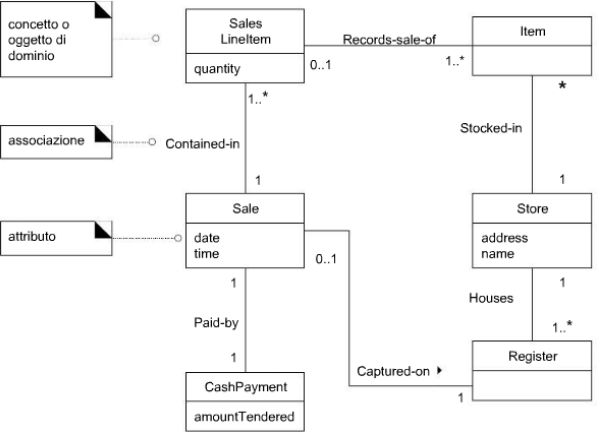 concetto o
oggetto di
dominio
Sales
LineItem
quantity
Records-sale-of
0..1
1..*
Item
*
1..*
associazione
Contained-in
Stocked-in
1
1
attributo
Sale
date
time
0..1
Store
address
name
1
1
Houses
Paid-by
1..*
1
Captured-on
1
Register
CashPayment
amountTendered